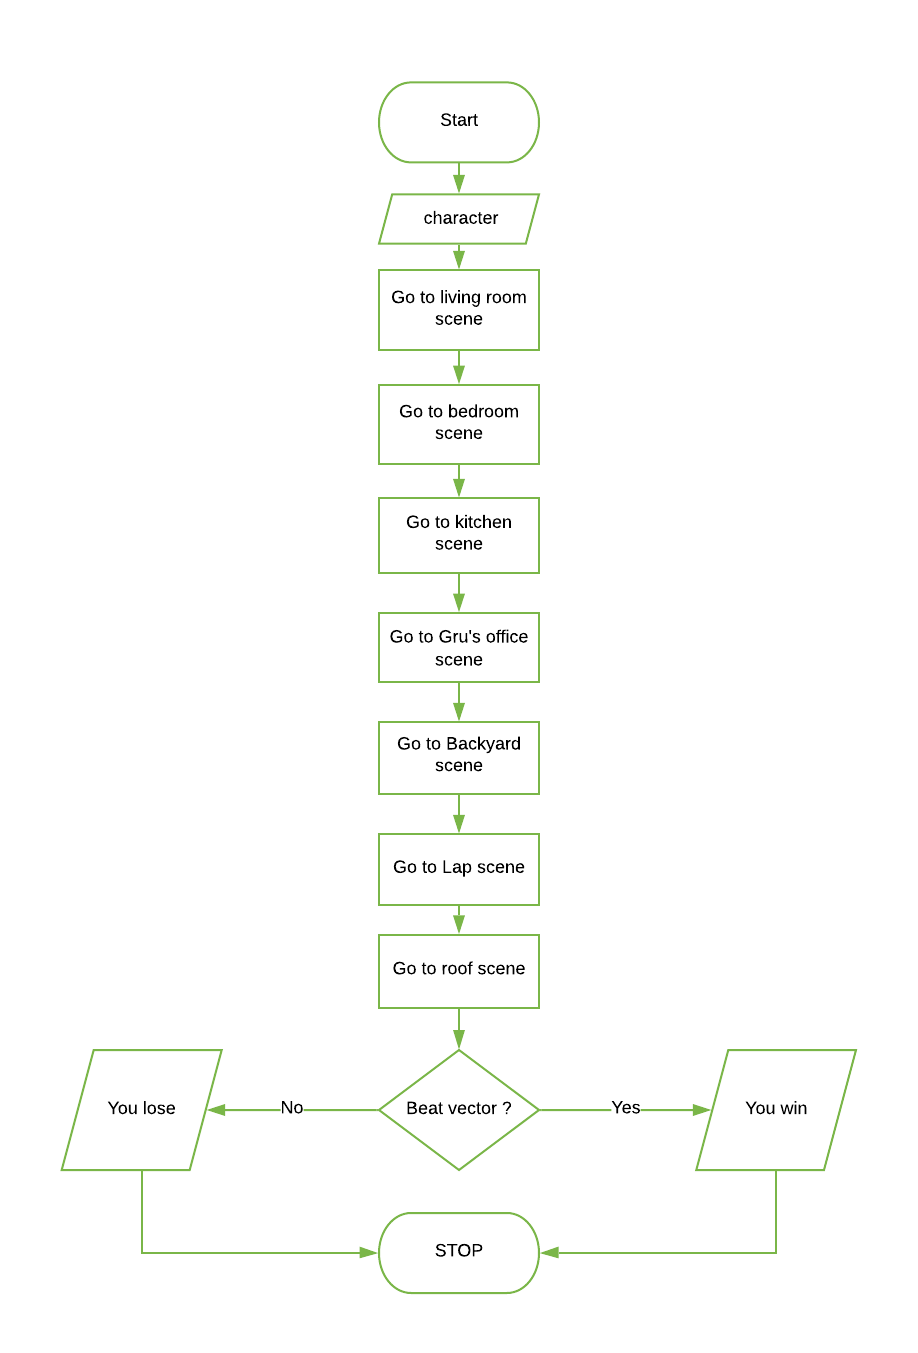 Start
character
Go to living room
scene
Go to bedroom
scene
Go to kitchen
scene
Go to Gru's office
scene
Go to Backyard
scene
Go to Lap scene
Go to roof scene
You lose
No
Beat vector ?
Yes
You win
STOP